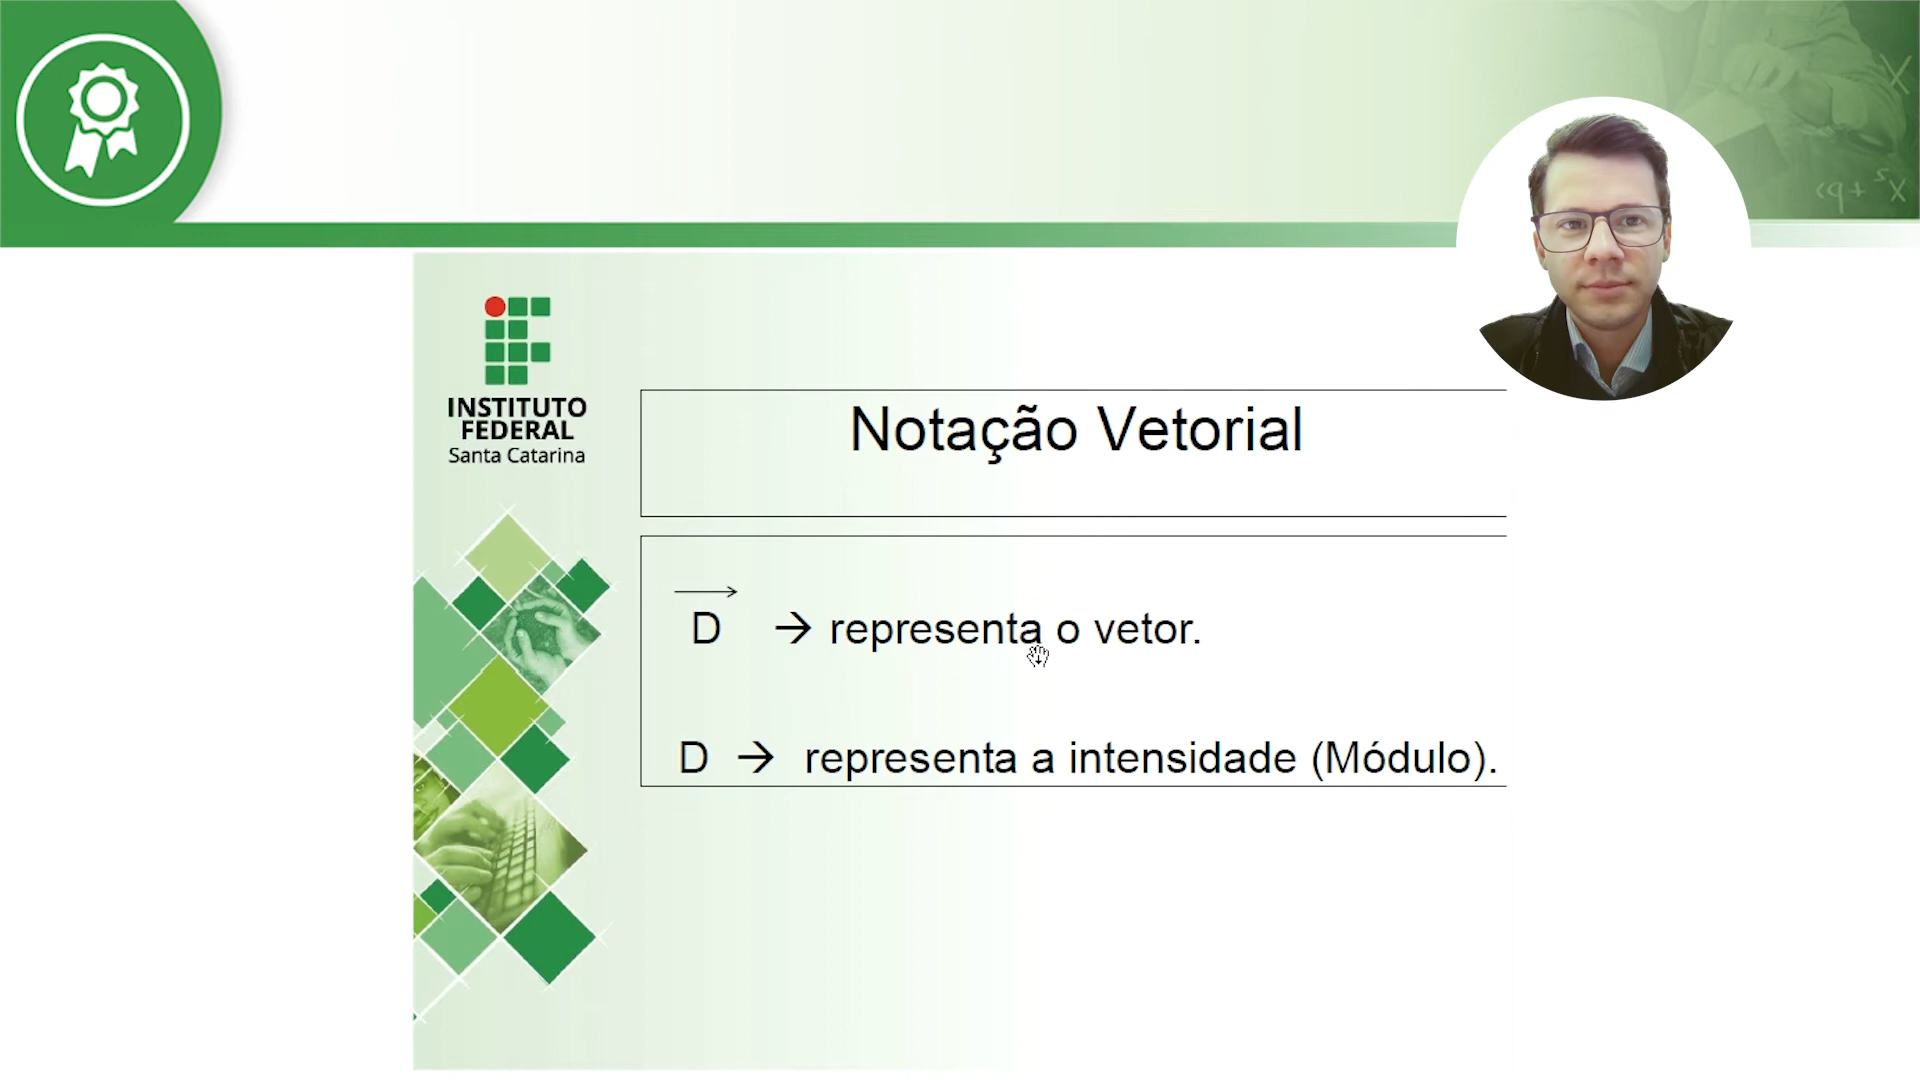 INSTITUTO
FEDERAL
Santa Catarina
Notação Vetorial
D → representa o vetor.
D → representa a intensidade (Módulo).